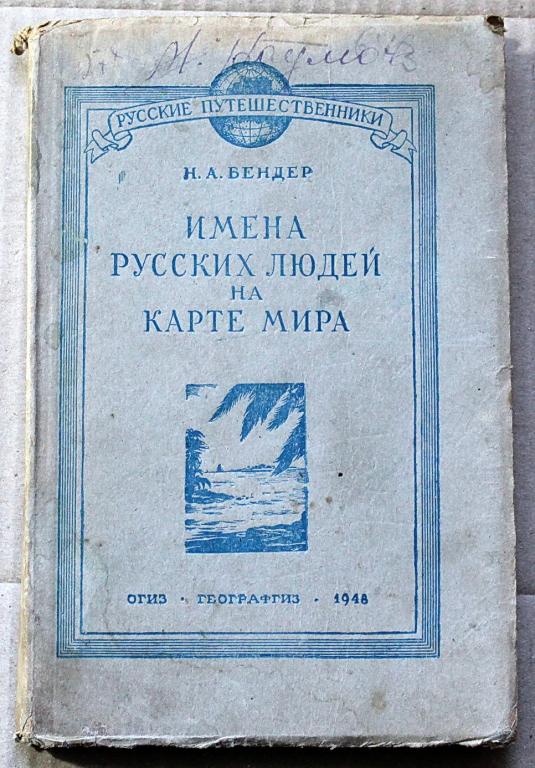 РУССКИЕ ПУТЕШЕСТВЕННИКИ
Н. А. БЕНДЕР
ИМЕНА
РУССКИХ ЛЮДЕЙ
НА
КАРТЕ МИРА
ОГИЗ • ГЕОГРАФГИЗ • 1948